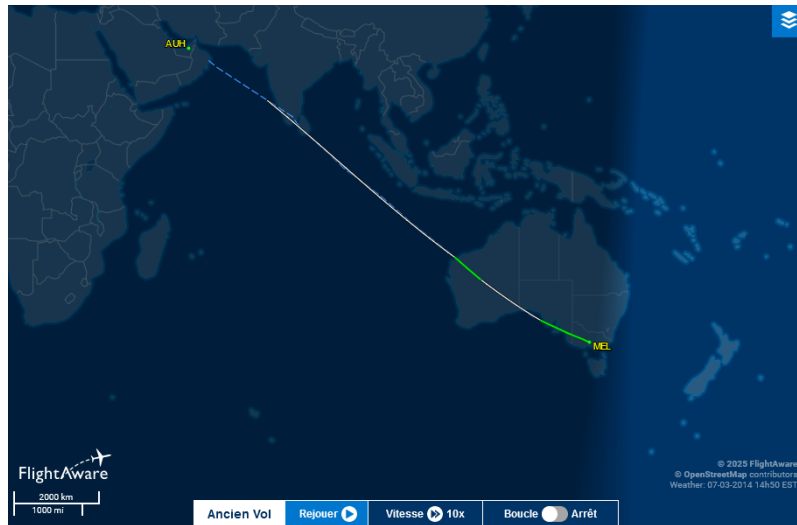 AUH
MEL
FlightAware
2000 km
1000 mi
© 2025 FlightAware
© OpenStreetMap contributors
Weather: 07-03-2014 14h50 EST
Ancien Vol
Rejouer
Vitesse 10x
Boucle Arrêt